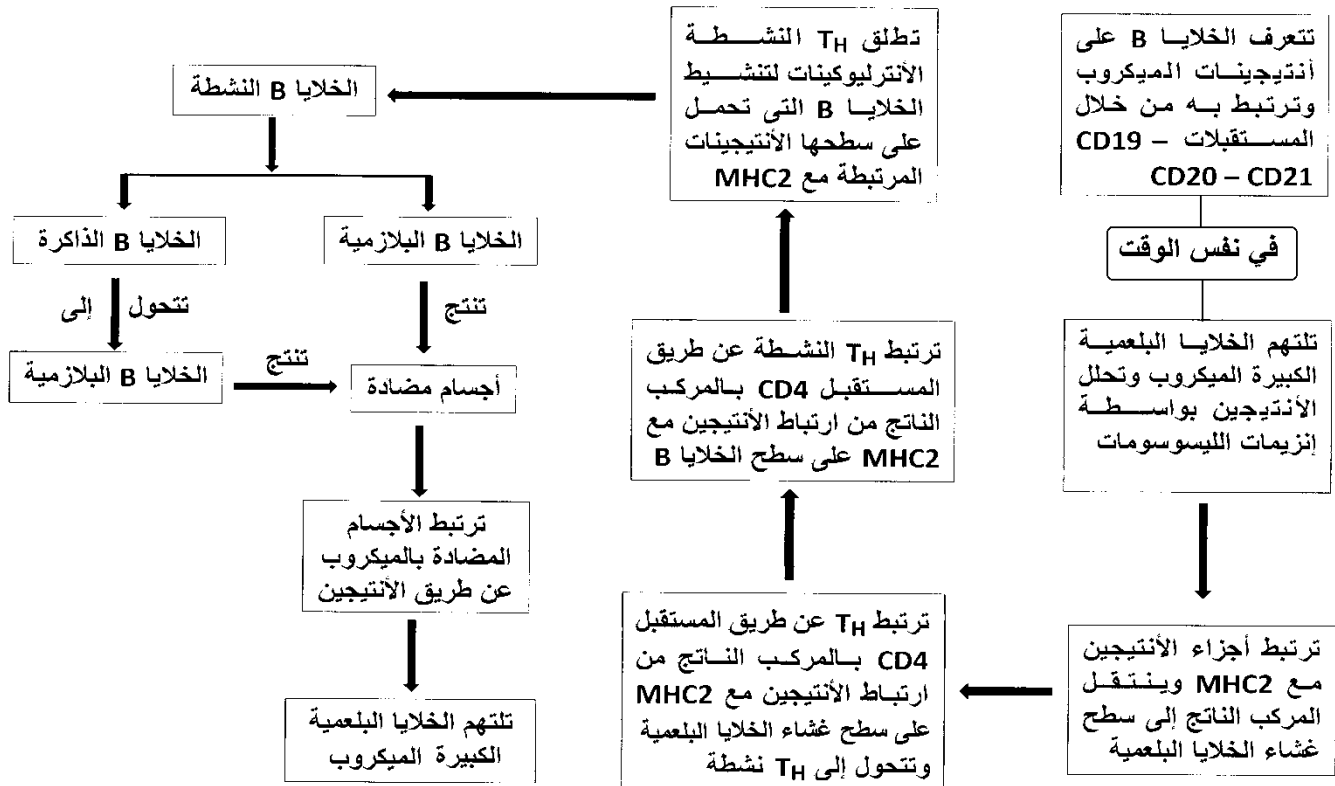 تتعرف الخلايا B على
أنتيجينات الميكروب
وترتبط به من خلال
المستقبلات – CD19
CD20 – CD21
في نفس الوقت
تلتهم الخلايا البلعمية
الكبيرة الميكروب وتحلل
الأنتيجين بواسطة
إنزيمات الليسوسومات
ترتبط أجزاء الأنتيجين
مع MHC2 وينتقل
المركب الناتج إلى سطح
غشاء الخلايا البلعمية
ترتبط TH عن طريق المستقبل
CD4 بالمركب الناتج من
ارتباط الأنتيجين مع MHC2
على سطح غشاء الخلايا البلعمية
وتتحول إلى TH نشطة
ترتبط TH النشطة عن طريق
المستقبل CD4 بالمركب
الناتج من ارتباط الأنتيجين مع
MHC2 على سطح الخلايا B
تطلق TH النشطة
الأنترليوكينات لتنشيط
الخلايا B التى تحمل
على سطحها الأنتيجينات
المرتبطة مع MHC2
الخلايا B النشطة
الخلايا B البلازمية
الخلايا B الذاكرة
تنتج
تتحول إلى
الخلايا B البلازمية
تنتج
أجسام مضادة
ترتبط الأجسام
المضادة بالميكروب
عن طريق الأنتيجين
تلتهم الخلايا البلعمية
الكبيرة الميكروب